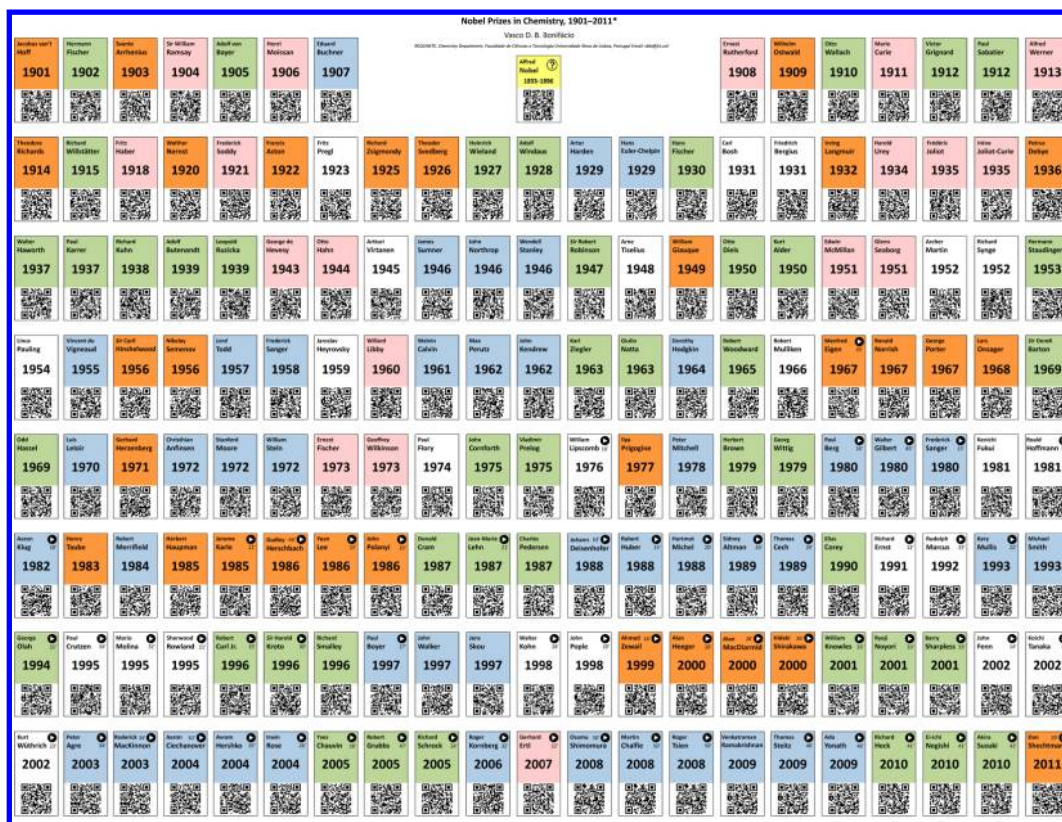 Nobel Prizes in Chemistry, 1901–2011*
Vasco D. B. Bonifácio
REQUIMTE, Chemistry Department, Faculdade de Ciências e Tecnologia Universidade Nova de Lisboa, Portugal Email:
Jacobus van't
Hoff
1901
Hermann
Fischer
1902
Svante
Arrhenius
1903
Sir William
Ramsay
1904
Adolf von
Bayer
1905
Henri
Moissan
1906
Eduard
Buchner
1907
Alfred
Nobel
?
1833-1896
Ernest
Rutherford
1908
Wilhelm
Ostwald
1909
Otto
Wallach
1910
Marie
Curie
1911
Victor
Grignard
1912
Paul
Sabatier
1912
Alfred
Werner
1913
Theodore
Richards
1914
Richard
Willstätter
1915
Fritz
Haber
1918
Walther
Nernst
1920
Frederick
Soddy
1921
Francis
Aston
1922
Fritz
Pregl
1923
Richard
Zsigmondy
1925
Theodor
Svedberg
1926
Heinrich
Wieland
1927
Adolf
Windaus
1928
Artur
Harden
1929
Hans
Euler-Chelpin
1929
Hans
Fischer
1930
Carl
Bosh
1931
Friedrich
Bergius
1931
Irving
Langmuir
1932
Harold
Urey
1934
Frédéric
Joliot
1935
Irène
Joliot-Curie
1935
Petrus
Debye
1936
Walter
Haworth
1937
Paul
Karrer
1937
Richard
Kuhn
1938
Adolf
Butenandt
1939
Leopold
Ruzicka
1939
George de
Hevesy
1943
Otto
Hahn
1944
Artturi
Virtanen
1945
James
Sumner
1946
John
Northrop
1946
Wendell
Stanley
1946
Sir Robert
Robinson
1947
Arne
Tiselius
1948
William
Giauque
1949
Otto
Diels
1950
Kurt
Alder
1950
Edwin
McMillan
1951
Glenn
Seaborg
1951
Archer
Martin
1952
Richard
Synge
1952
Hermann
Staudinger
1953
Linus
Pauling
1954
Vincent du
Vigneaud
1955
Sir Cyril
Hinshelwood
1956
Nikolay
Semenov
1956
Lord
Todd
1957
Frederick
Sanger
1958
Jaroslav
Heyrovsky
1959
Willard
Libby
1960
Melvin
Calvin
1961
Max
Perutz
1962
John
Kendrew
1962
Karl
Ziegler
1963
Giulio
Natta
1963
Dorothy
Hodgkin
1964
Robert
Woodward
1965
Robert
Mulliken
1966
Manfred
Eigen
1967
Ronald
Norrish
1967
George
Porter
1967
Lars
Onsager
1968
Sir Derek
Barton
1969
Odd
Hassel
1969
Luis
Leloir
1970
Gerhard
Herzenberg
1971
Christian
Anfinsen
1972
Stanford
Moore
1972
William
Stein
1972
Ernest
Fischer
1973
Geoffrey
Wilkinson
1973
Paul
Flory
1974
John
Cornforth
1975
Vladimir
Prelog
1975
William
Lipscomb
1976
Ilya
Prigogine
1977
Peter
Mitchell
1978
Herbert
Brown
1979
Georg
Wittig
1979
Paul
Berg
1980
Walter
Gilbert
1980
Frederick
Sanger
1980
Kenichi
Fukui
1981
Roald
Hoffmann
1981
Aaron
Klug
1982
Henry
Taube
1983
Robert
Merrifield
1984
Herbert
Haupman
1985
Jerome
Karle
1985
Dudley
Herschbach
1986
Yuan
Lee
1986
John
Polanyi
1986
Donald
Cram
1987
Jean-Marie
Lehn
1987
Charles
Pedersen
1987
Johann
Deisenhofer
1988
Robert
Huber
1988
Hartmut
Michel
1988
Sidney
Altman
1989
Thomas
Cech
1989
Elias
Corey
1990
Richard
Ernst
1991
Rudolph
Marcus
1992
Kary
Mullis
1993
Michael
Smith
1993
George
Olah
1994
Paul
Crutzen
1995
Mario
Molina
1995
Sherwood
Rowland
1995
Robert
Curl Jr.
1996
Sir Harold
Kroto
1996
Richard
Smalley
1996
Paul
Boyer
1997
John
Walker
1997
Jens
Skou
1997
Walter
Kohn
1998
John
Pople
1998
Ahmed
Zewail
1999
Alan
Heeger
2000
Alan
MacDiarmid
2000
Hideki
Shirakawa
2000
William
Knowles
2001
Ryoji
Noyori
2001
Barry
Sharpless
2001
John
Fenn
2002
Koichi
Tanaka
2002
Kurt
Wüthrich
2002
Peter
Agre
2003
Roderick
MacKinnon
2003
Aaron
Ciechanover
2004
Avram
Hershko
2004
Irwin
Rose
2004
Yves
Chauvin
2005
Robert
Grubbs
2005
Richard
Schrock
2005
Roger
Kornberg
2006
Gerhard
Ertl
2007
Osamu
Shimomura
2008
Martin
Chalfie
2008
Roger
Tsien
2008
Venkatraman
Ramakrishnan
2009
Thomas
Steitz
2009
Ada
Yonath
2009
Richard
Heck
2010
Ei-ichi
Negishi
2010
Akira
Suzuki
2010
Dan
Shechtman
2011